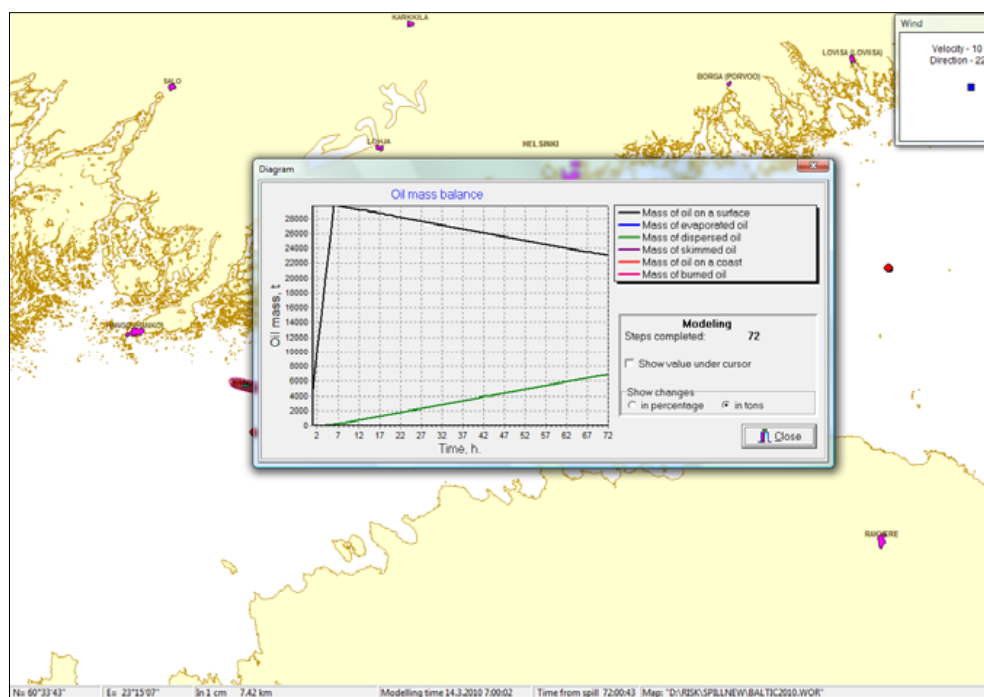 KARKKILA
Wind
Velocity - 10
Direction - 22
LOVISA (LOVIISA)
SALO
BORGA (PORVOO)
LOHJA
HELSINKI
Diagram
Oil mass balance
Oil mass, t
28000
26000
24000
22000
20000
18000
16000
14000
12000
10000
8000
6000
4000
2000
0
2 7 12 17 22 27 32 37 42 47 52 57 62 67 72
Time, h.
Mass of oil on a surface
Mass of evaporated oil
Mass of dispersed oil
Mass of skimmed oil
Mass of oil on a coast
Mass of burned oil
Modeling
Steps completed: 72
Show value under cursor
Show changes
in percentage in tons
Close
N= 60°33'43" E= 23°15'07" In 1 cm 7.42 km Modelling time 14.3.2010 7:00:02 Time from spill 72:00:43 Map: "D:\RISK\SPILLNEW\BALTIC2010.WOR"